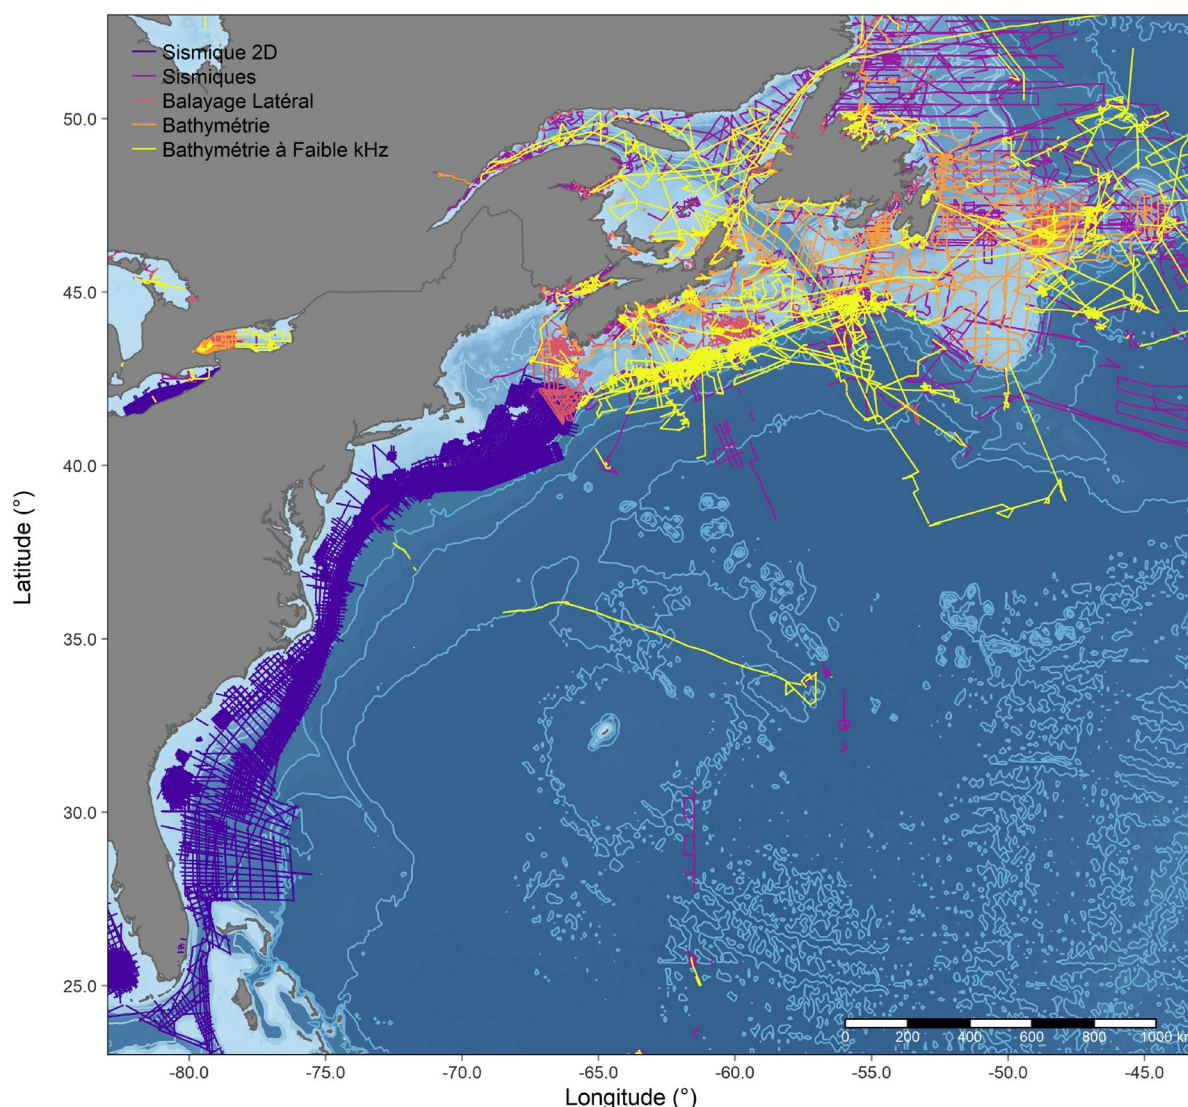 Sismique 2D
Sismiques
Balayage Latéral
Bathymétrie
Bathymétrie à Faible kHz
50.0
45.0
40.0
35.0
30.0
25.0
Latitude (°)
0 200 400 600 800 1000 km
-80.0 -75.0 -70.0 -65.0 -60.0 -55.0 -50.0 -45.0
Longitude (°)